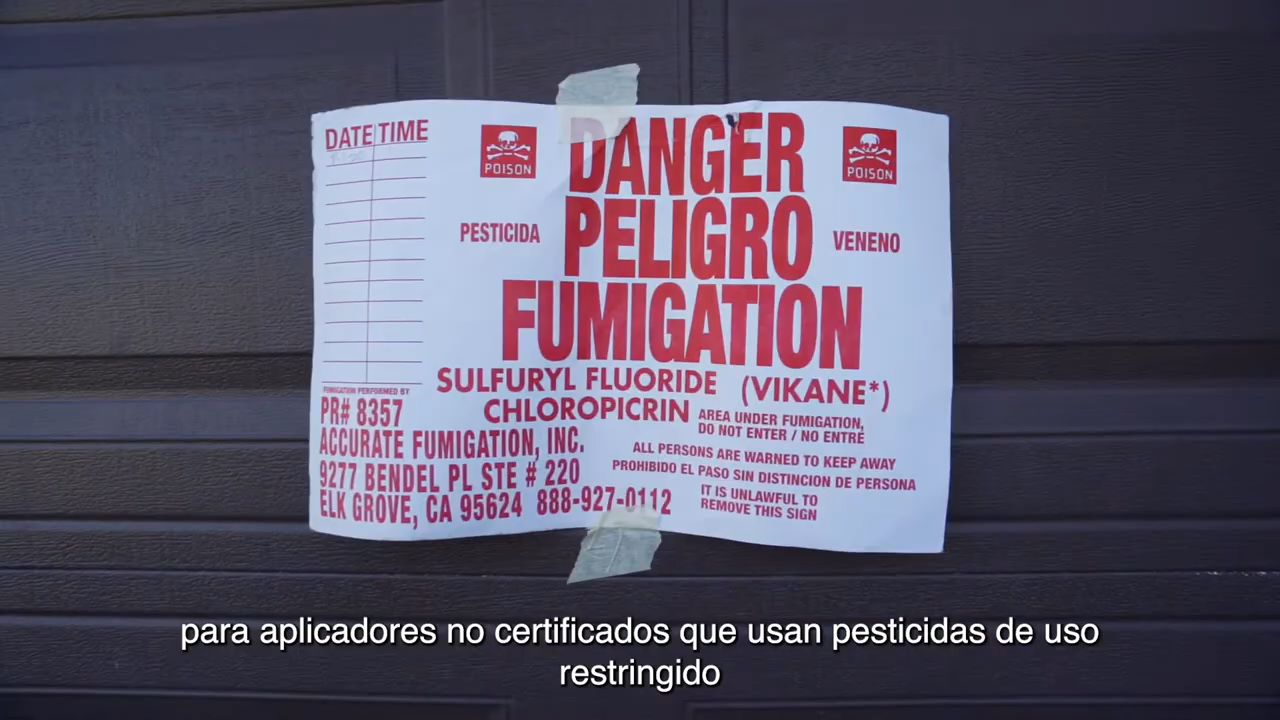 DATE TIME
POISON
DANGER
POISON
PESTICIDA
PELIGRO
VENENO
FUMIGATION
SULFURYL FLUORIDE (VIKANE*)
CHLOROPICRIN
AREA UNDER FUMIGATION,
DO NOT ENTER / NO ENTRÉ
ALL PERSONS ARE WARNED TO KEEP AWAY
PROHIBIDO EL PASO SIN DISTINCION DE PERSONA
IT IS UNLAWFUL TO
REMOVE THIS SIGN
FUMIGATION PERFORMED BY
PR# 8357
ACCURATE FUMIGATION, INC.
9277 BENDEL PL STE # 220
ELK GROVE, CA 95624 888-927-0112
para aplicadores no certificados que usan pesticidas de uso
restringido